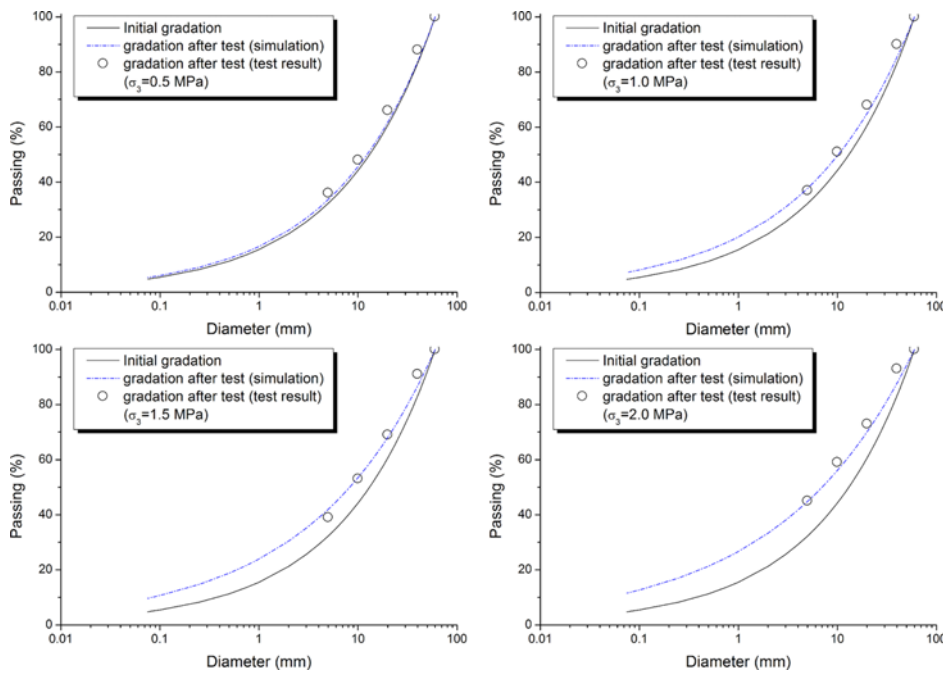 Initial gradation
gradation after test (simulation)
gradation after test (test result)
(σ3=0.5 MPa)
100
80
60
40
20
0
Passing (%)
0.01 0.1 1 10 100
Diameter (mm)
Initial gradation
gradation after test (simulation)
gradation after test (test result)
(σ3=1.0 MPa)
100
80
60
40
20
0
Passing (%)
0.01 0.1 1 10 100
Diameter (mm)
Initial gradation
gradation after test (simulation)
gradation after test (test result)
(σ3=1.5 MPa)
100
80
60
40
20
0
Passing (%)
0.01 0.1 1 10 100
Diameter (mm)
Initial gradation
gradation after test (simulation)
gradation after test (test result)
(σ3=2.0 MPa)
100
80
60
40
20
0
Passing (%)
0.01 0.1 1 10 100
Diameter (mm)